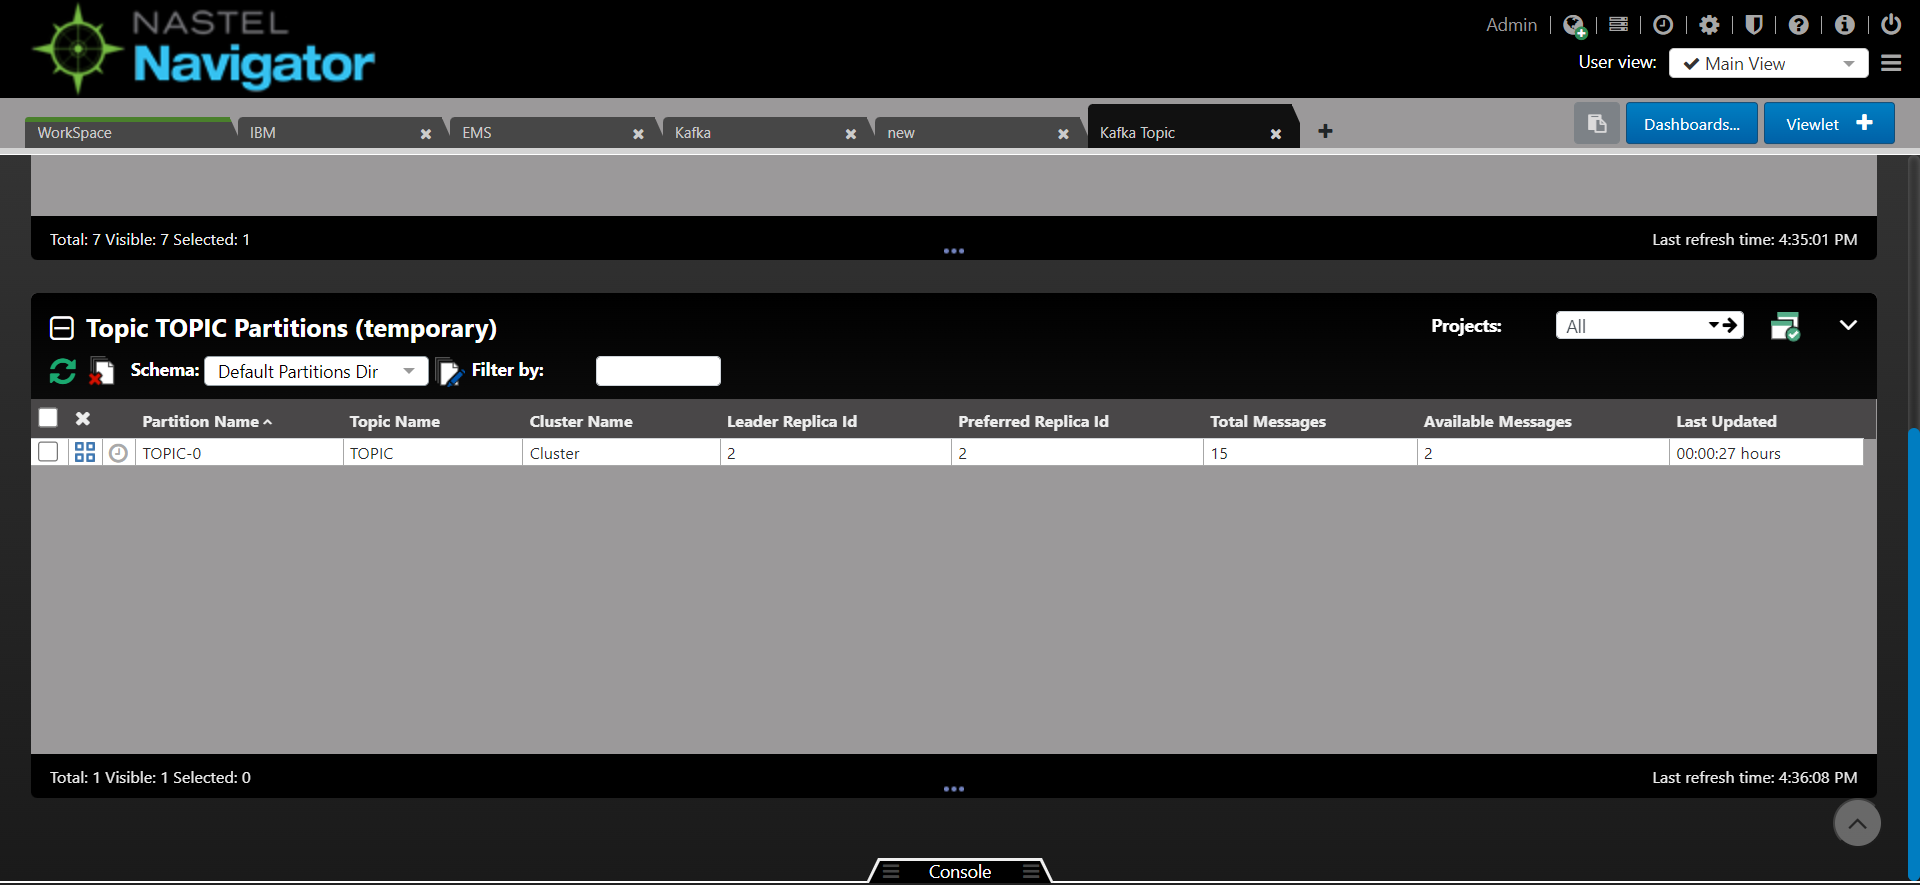 NASTEL
Navigator
Admin
User view: Main View
WorkSpace IBM EMS Kafka new Kafka Topic
Dashboards... Viewlet
Total: 7 Visible: 7 Selected: 1
Last refresh time: 4:35:01 PM
Topic TOPIC Partitions (temporary)
Projects: All
Schema: Default Partitions Dir Filter by:
Partition Name Topic Name Cluster Name Leader Replica Id Preferred Replica Id Total Messages Available Messages Last Updated
TOPIC-0 TOPIC Cluster 2 2 15 2 00:00:27 hours
Total: 1 Visible: 1 Selected: 0
Last refresh time: 4:36:08 PM
Console